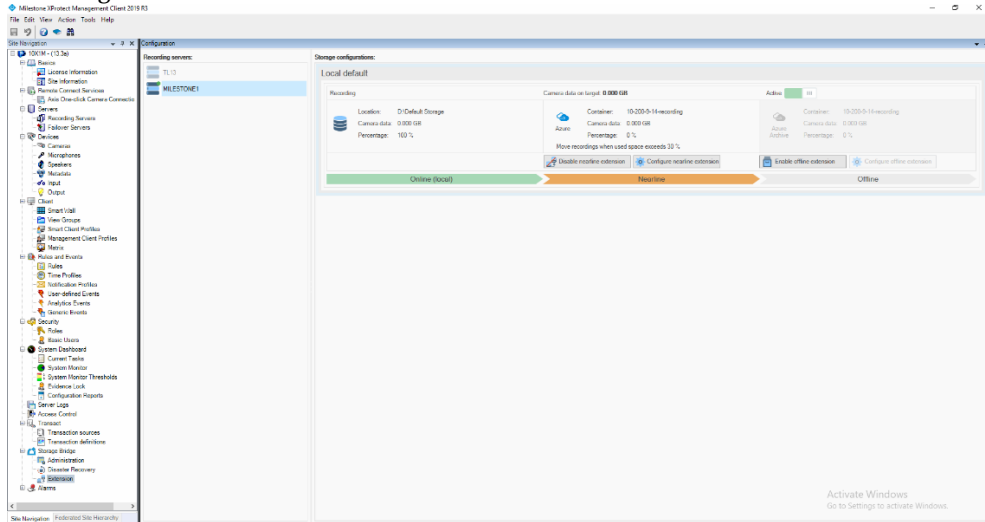 Milestone XProtect Management Client 2019 R3
File Edit View Action Tools Help
Site Navigation
Configuration
10X1M - (13.3a)
Basics
License Information
Site Information
Remote Connect Services
Axis One-click Camera Connectio
Servers
Recording Servers
Failover Servers
Devices
Cameras
Microphones
Speakers
Metadata
Input
Output
Client
Smart Wall
View Groups
Smart Client Profiles
Management Client Profiles
Matrix
Rules and Events
Rules
Time Profiles
Notification Profiles
User-defined Events
Analytics Events
Generic Events
Security
Roles
Basic Users
System Dashboard
Current Tasks
System Monitor
System Monitor Thresholds
Evidence Lock
Configuration Reports
Server Logs
Access Control
Transact
Transaction sources
Transaction definitions
Storage Bridge
Administration
Disaster Recovery
Extension
Alarms
Site Navigation Federated Site Hierarchy
Recording servers:
TL13
MILESTONE1
Storage configurations:
Local default
Recording
Location: D:\Default Storage
Camera data: 0.000 GB
Percentage: 100 %
Online (local)
Camera data on target: 0.000 GB
Azure
Container: 10-200-9-14-recording
Camera data: 0.000 GB
Percentage: 0 %
Move recordings when used space exceeds 30 %
Disable nearline extension Configure nearline extension
Nearline
Active
Azure Archive
Container: 10-200-9-14-recording
Camera data: 0.000 GB
Percentage: 0 %
Enable offline extension Configure offline extension
Offline
Activate Windows
Go to Settings to activate Windows.